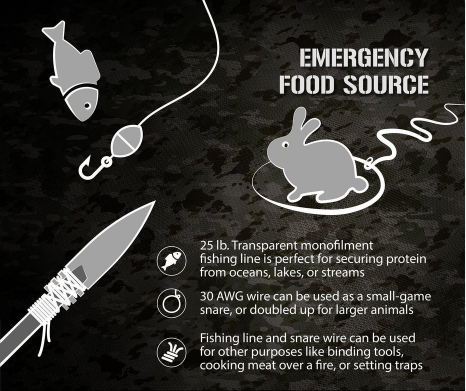 EMERGENCY
FOOD SOURCE
25 lb. Transparent monofilment
fishing line is perfect for securing protein
from oceans, lakes, or streams
30 AWG wire can be used as a small-game
snare, or doubled up for larger animals
Fishing line and snare wire can be used
for other purposes like binding tools,
cooking meat over a fire, or setting traps